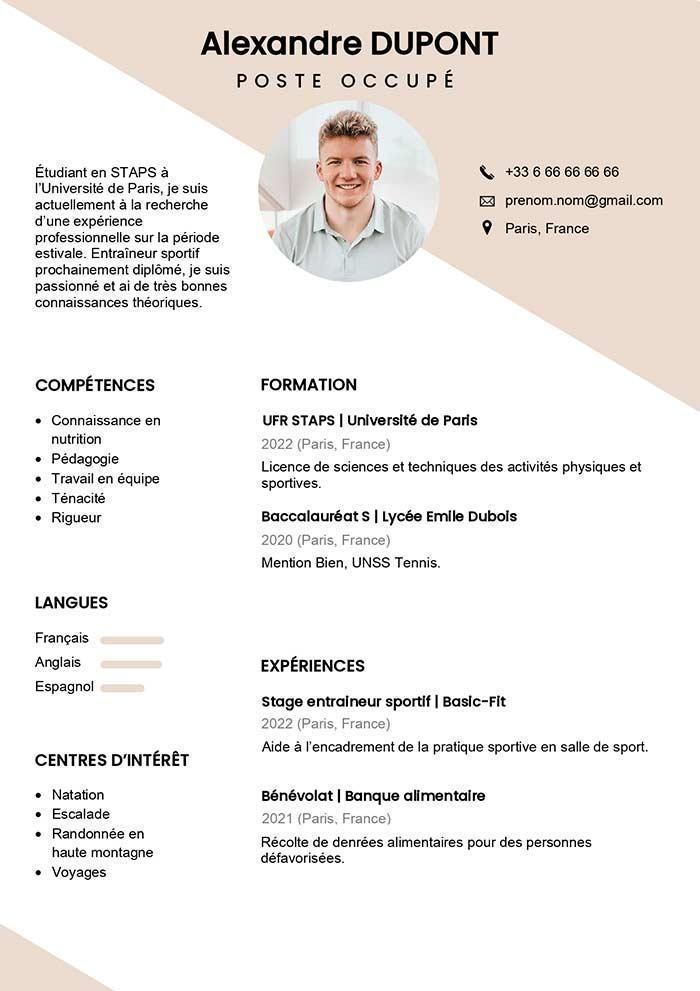 Alexandre DUPONT
POSTE OCCUPÉ
Étudiant en STAPS à
l’Université de Paris, je suis
actuellement à la recherche
d’une expérience
professionnelle sur la période
estivale. Entraîneur sportif
prochainement diplômé, je suis
passionné et ai de très bonnes
connaissances théoriques.
+33 6 66 66 66 66
prenom.nom@gmail.com
Paris, France
COMPÉTENCES
• Connaissance en
nutrition
• Pédagogie
• Travail en équipe
• Ténacité
• Rigueur
LANGUES
Français
Anglais
Espagnol
CENTRES D’INTÉRÊT
• Natation
• Escalade
• Randonnée en
haute montagne
• Voyages
FORMATION
UFR STAPS | Université de Paris
2022 (Paris, France)
Licence de sciences et techniques des activités physiques et
sportives.
Baccalauréat S | Lycée Emile Dubois
2020 (Paris, France)
Mention Bien, UNSS Tennis.
EXPÉRIENCES
Stage entraineur sportif | Basic-Fit
2022 (Paris, France)
Aide à l’encadrement de la pratique sportive en salle de sport.
Bénévolat | Banque alimentaire
2021 (Paris, France)
Récolte de denrées alimentaires pour des personnes
défavorisées.